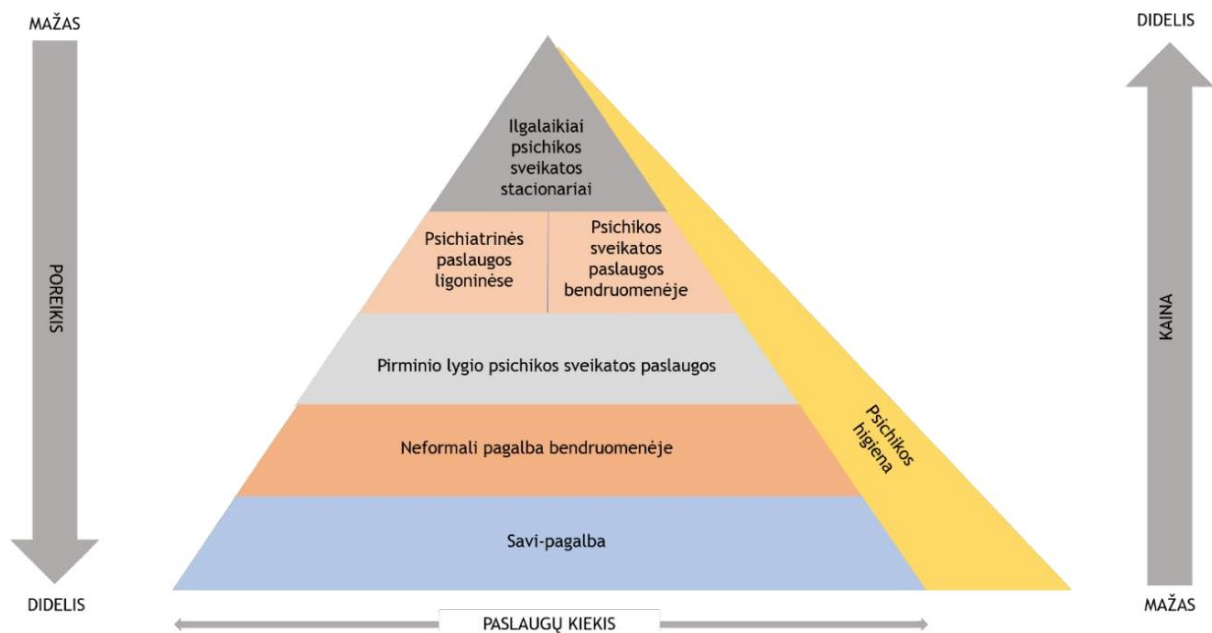 MAŽAS
DIDELIS
Ilgalaikiai
psichikos
sveikatos
stacionariai
Psichiatrinės
paslaugos
ligoninėse
Psichikos
sveikatos
paslaugos
bendruomenėje
POREIKIS
KAINA
Pirminio lygio psichikos sveikatos paslaugos
Psichikos
higiena
Neformali pagalba bendruomenėje
Savi-pagalba
DIDELIS
MAŽAS
PASLAUGŲ KIEKIS